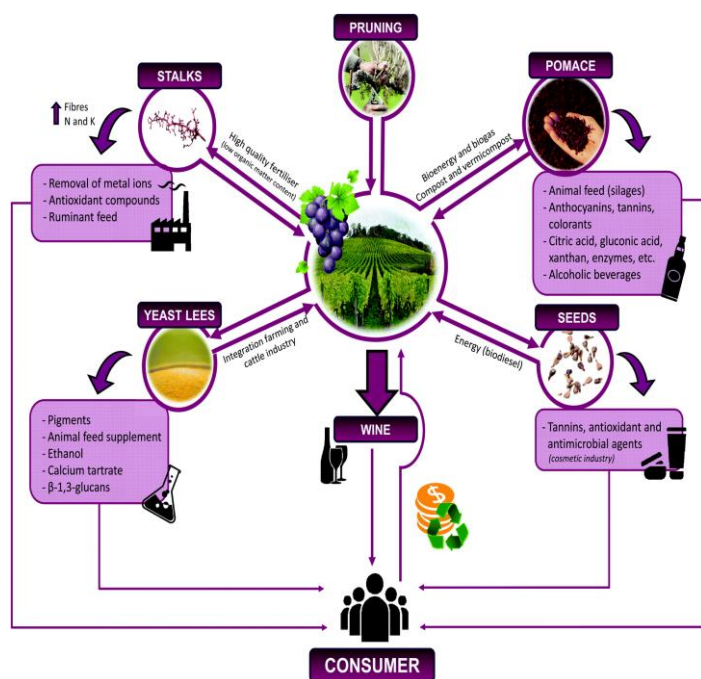 PRUNING
STALKS
POMACE
Fibres
N and K
High quality fertiliser
(low organic matter content)
Bioenergy and biogas
Compost and vermicompost
- Removal of metal ions
- Antioxidant compounds
- Ruminant feed
- Animal feed (silages)
- Anthocyanins, tannins,
colorants
- Citric acid, gluconic acid,
xanthan, enzymes, etc.
- Alcoholic beverages
YEAST LEES
Integration farming and
cattle industry
Energy (biodiesel)
SEEDS
- Pigments
- Animal feed supplement
- Ethanol
- Calcium tartrate
- β-1,3-glucans
WINE
- Tannins, antioxidant and
antimicrobial agents
(cosmetic industry)
$
CONSUMER